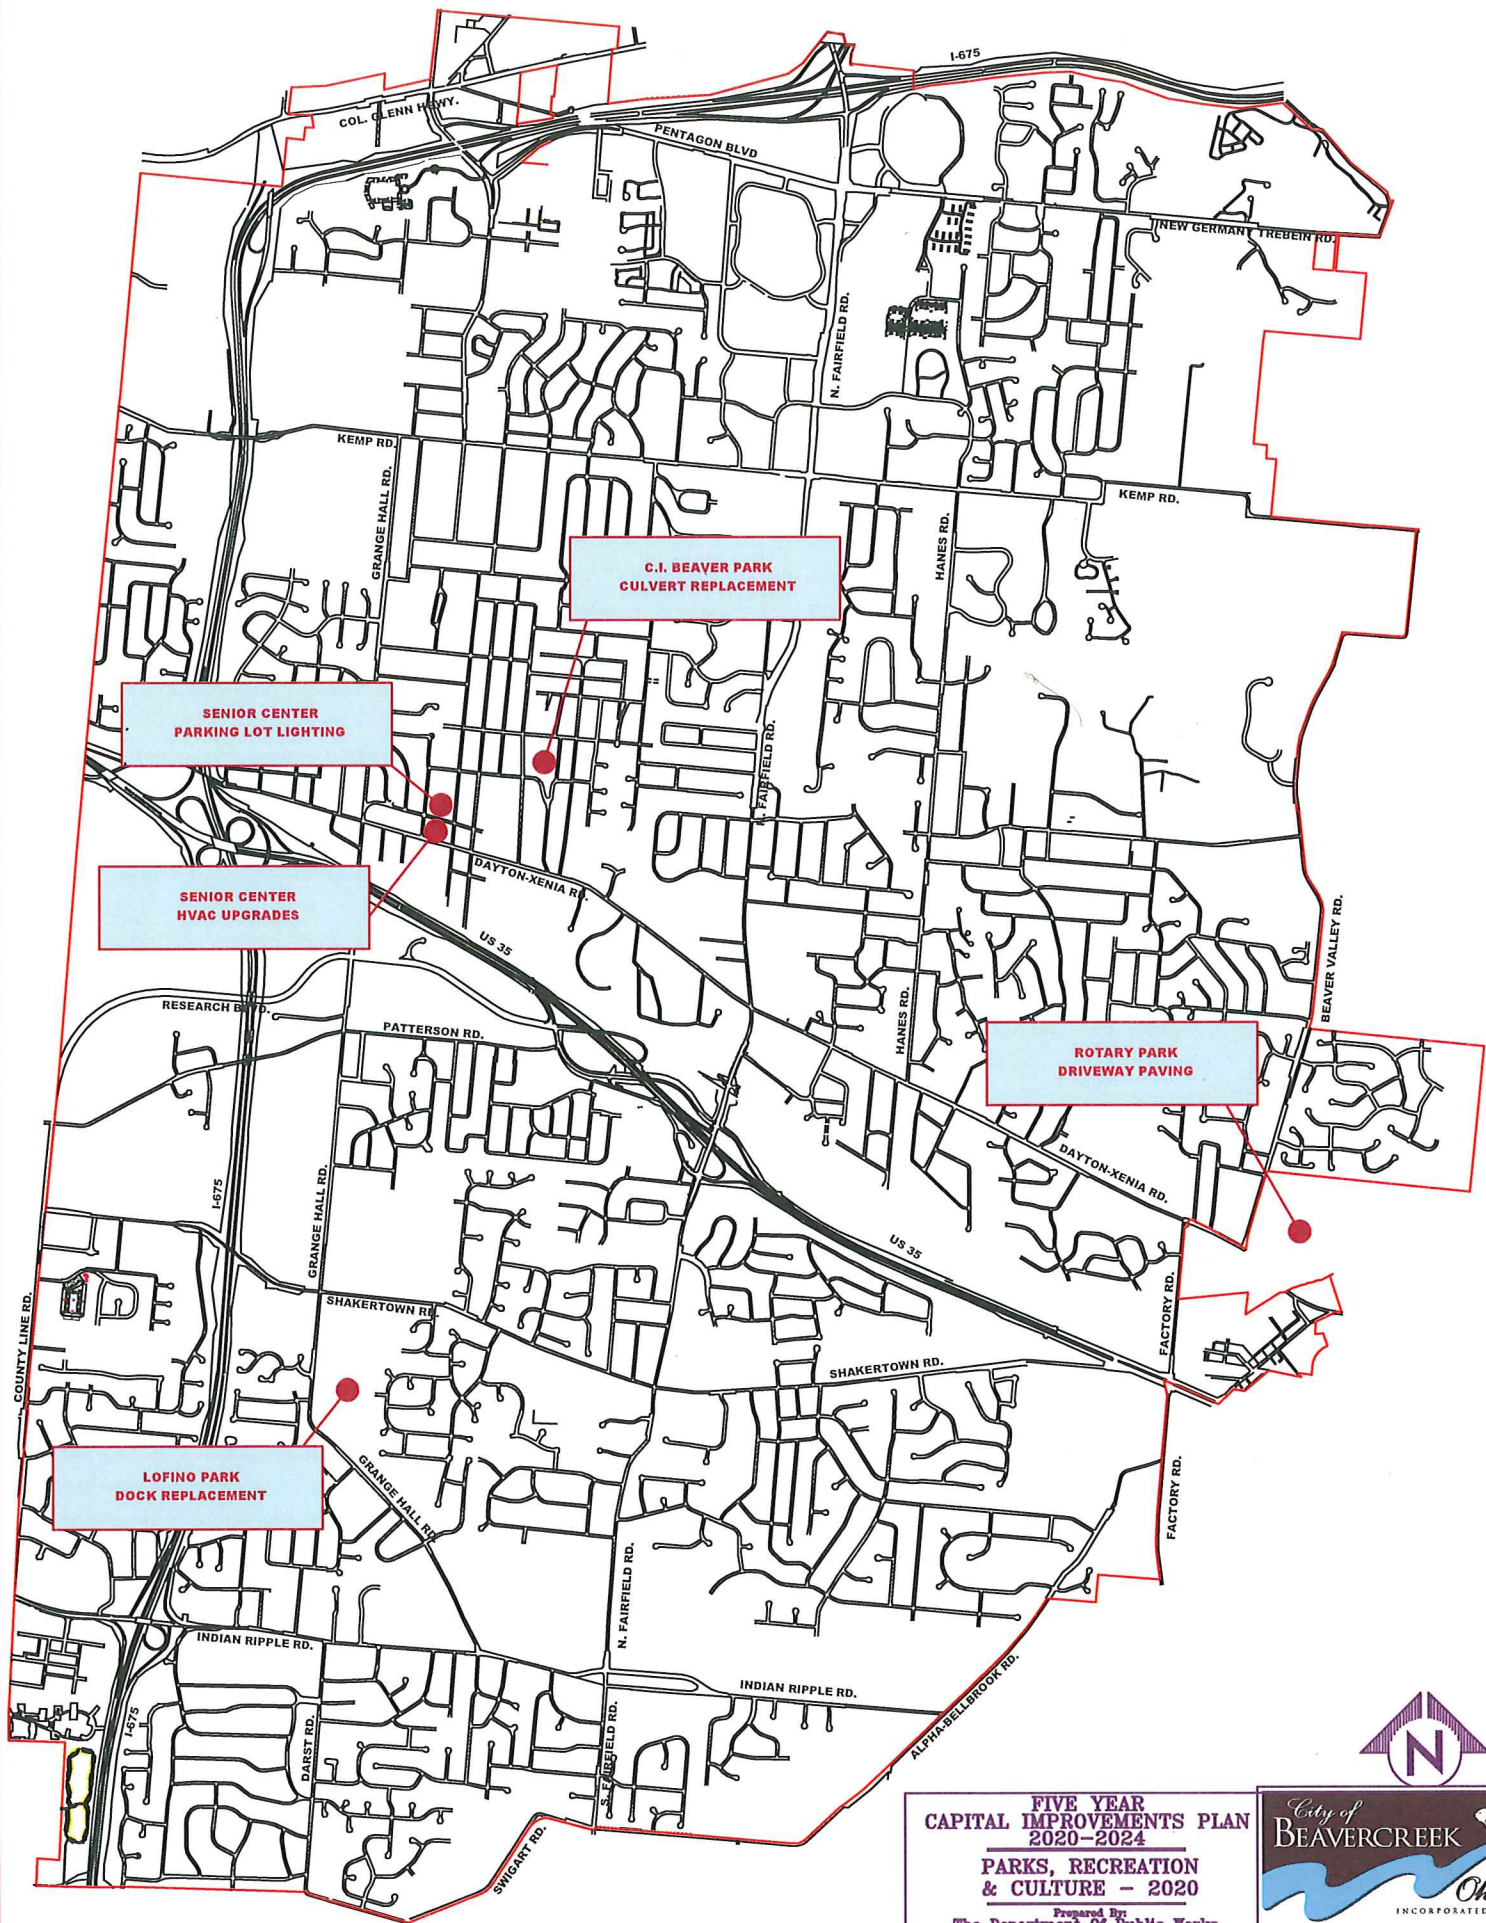 I-675
COL. GLENN HGWY.
PENTAGON BLVD
NEW GERMANY TREBEIN RD.
N. FAIRFIELD RD.
KEMP RD.
GRANGE HALL RD.
KEMP RD.
HANES RD.
C.I. BEAVER PARK
CULVERT REPLACEMENT
SENIOR CENTER
PARKING LOT LIGHTING
N. FAIRFIELD RD.
SENIOR CENTER
HVAC UPGRADES
DAYTON-XENIA RD.
US 35
BEAVER VALLEY RD.
RESEARCH BLVD.
PATTERSON RD.
HANES RD.
ROTARY PARK
DRIVEWAY PAVING
DAYTON-XENIA RD.
I-675
GRANGE HALL RD.
US 35
COUNTY LINE RD.
SHAKERTOWN RD.
FACTORY RD.
SHAKERTOWN RD.
LOFINO PARK
DOCK REPLACEMENT
GRANGE HALL RD.
FACTORY RD.
N. FAIRFIELD RD.
INDIAN RIPPLE RD.
INDIAN RIPPLE RD.
ALPHA-BELLBROOK RD.
I-675
DARST RD.
S. FAIRFIELD RD.
SWIGART RD.
N
FIVE YEAR
CAPITAL IMPROVEMENTS PLAN
2020-2024
PARKS, RECREATION
& CULTURE - 2020
Prepared By:
The Department Of Public Works
City of
BEAVERCREEK
INCORPORATED